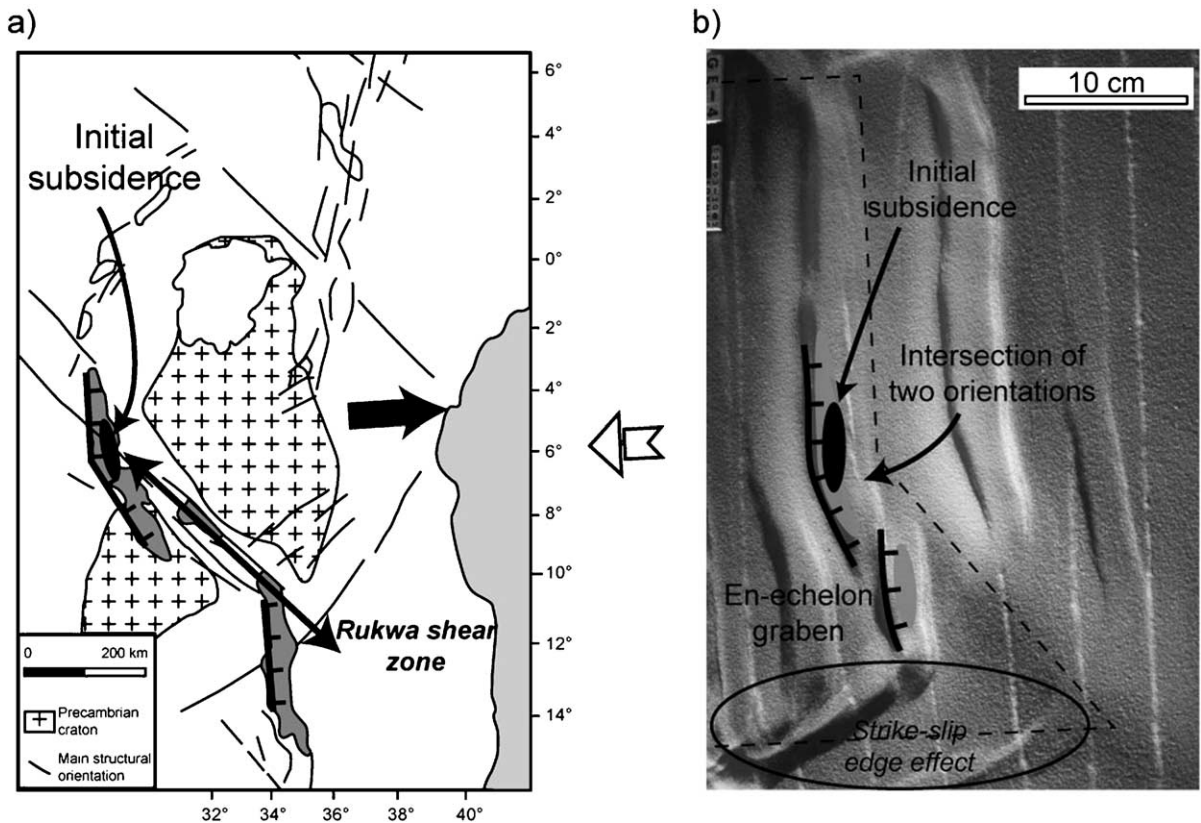 a)
Initial
subsidence
6°
4°
2°
0°
2°
4°
6°
8°
10°
12°
14°
Rukwa shear
zone
0 200 km
Precambrian
craton
Main structural
orientation
32° 34° 36° 38° 40°
b)
10 cm
Initial
subsidence
Intersection of
two orientations
En-echelon
graben
Strike-slip
edge effect